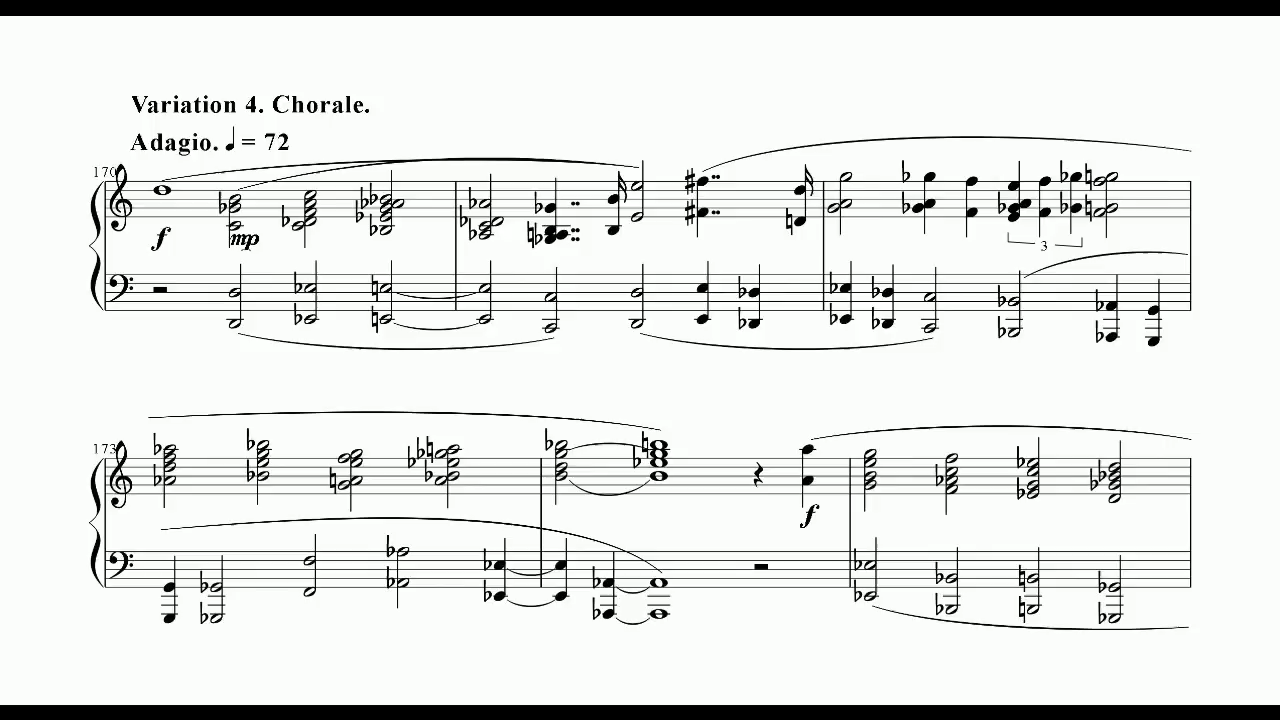 Variation 4. Chorale.
Adagio. ♩ = 72
170
f
mp
3
173
f